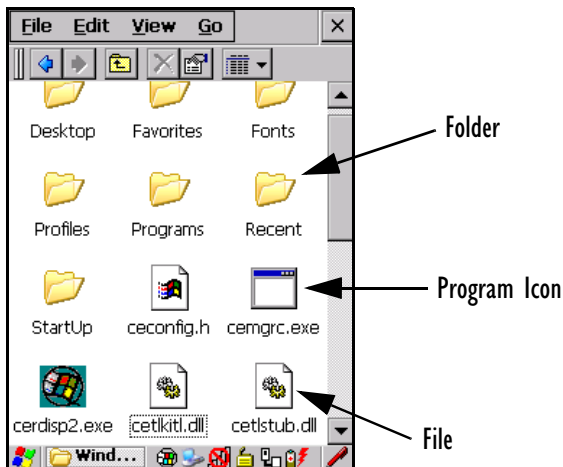 File Edit View Go
Desktop Favorites Fonts
Folder
Profiles Programs Recent
Program Icon
StartUp ceconfig.h cemgrc.exe
cerdisp2.exe cetlkitl.dll cetlstub.dll
File
Wind...